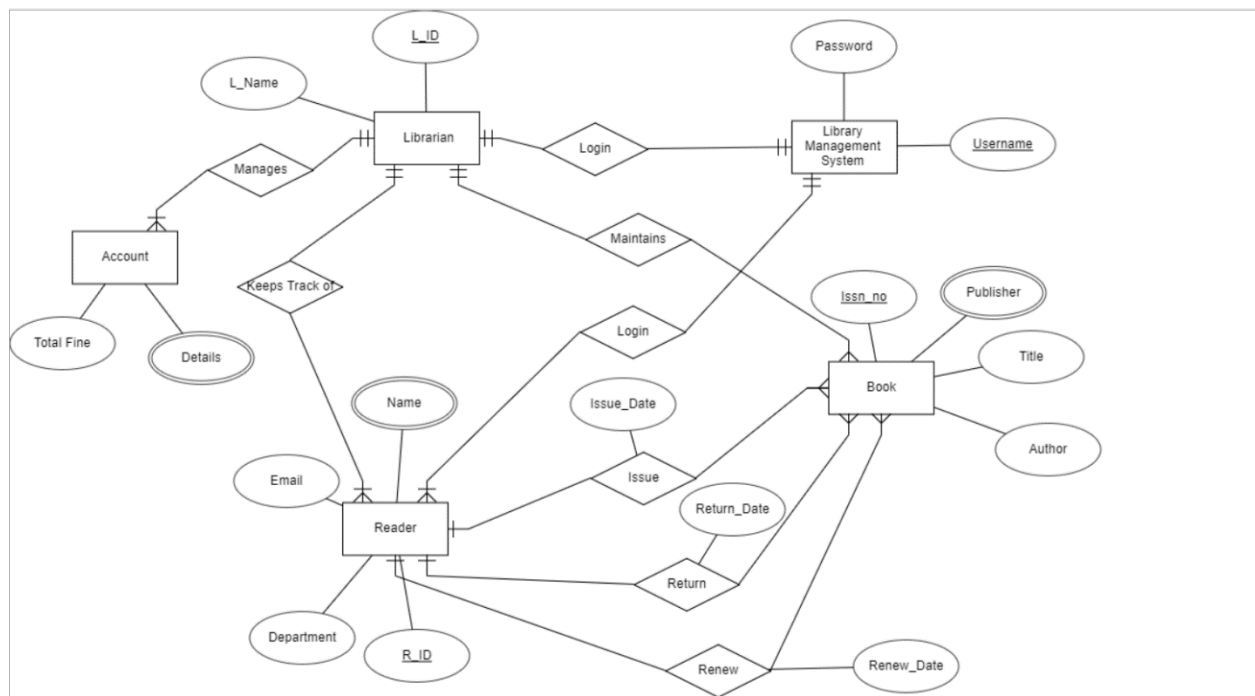 L_ID
Password
L_Name
Librarian
Library
Management
System
Login
Username
Manages
Maintains
Account
Keeps Track of
Issn_no
Publisher
Total Fine
Details
Login
Title
Book
Name
Issue_Date
Author
Email
Issue
Return_Date
Reader
Return
Department
R_ID
Renew
Renew_Date